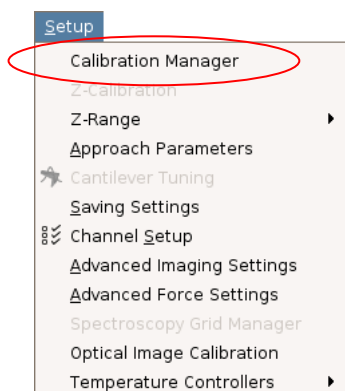 Setup
Calibration Manager
Z-Calibration
Z-Range
Approach Parameters
Cantilever Tuning
Saving Settings
Channel Setup
Advanced Imaging Settings
Advanced Force Settings
Spectroscopy Grid Manager
Optical Image Calibration
Temperature Controllers